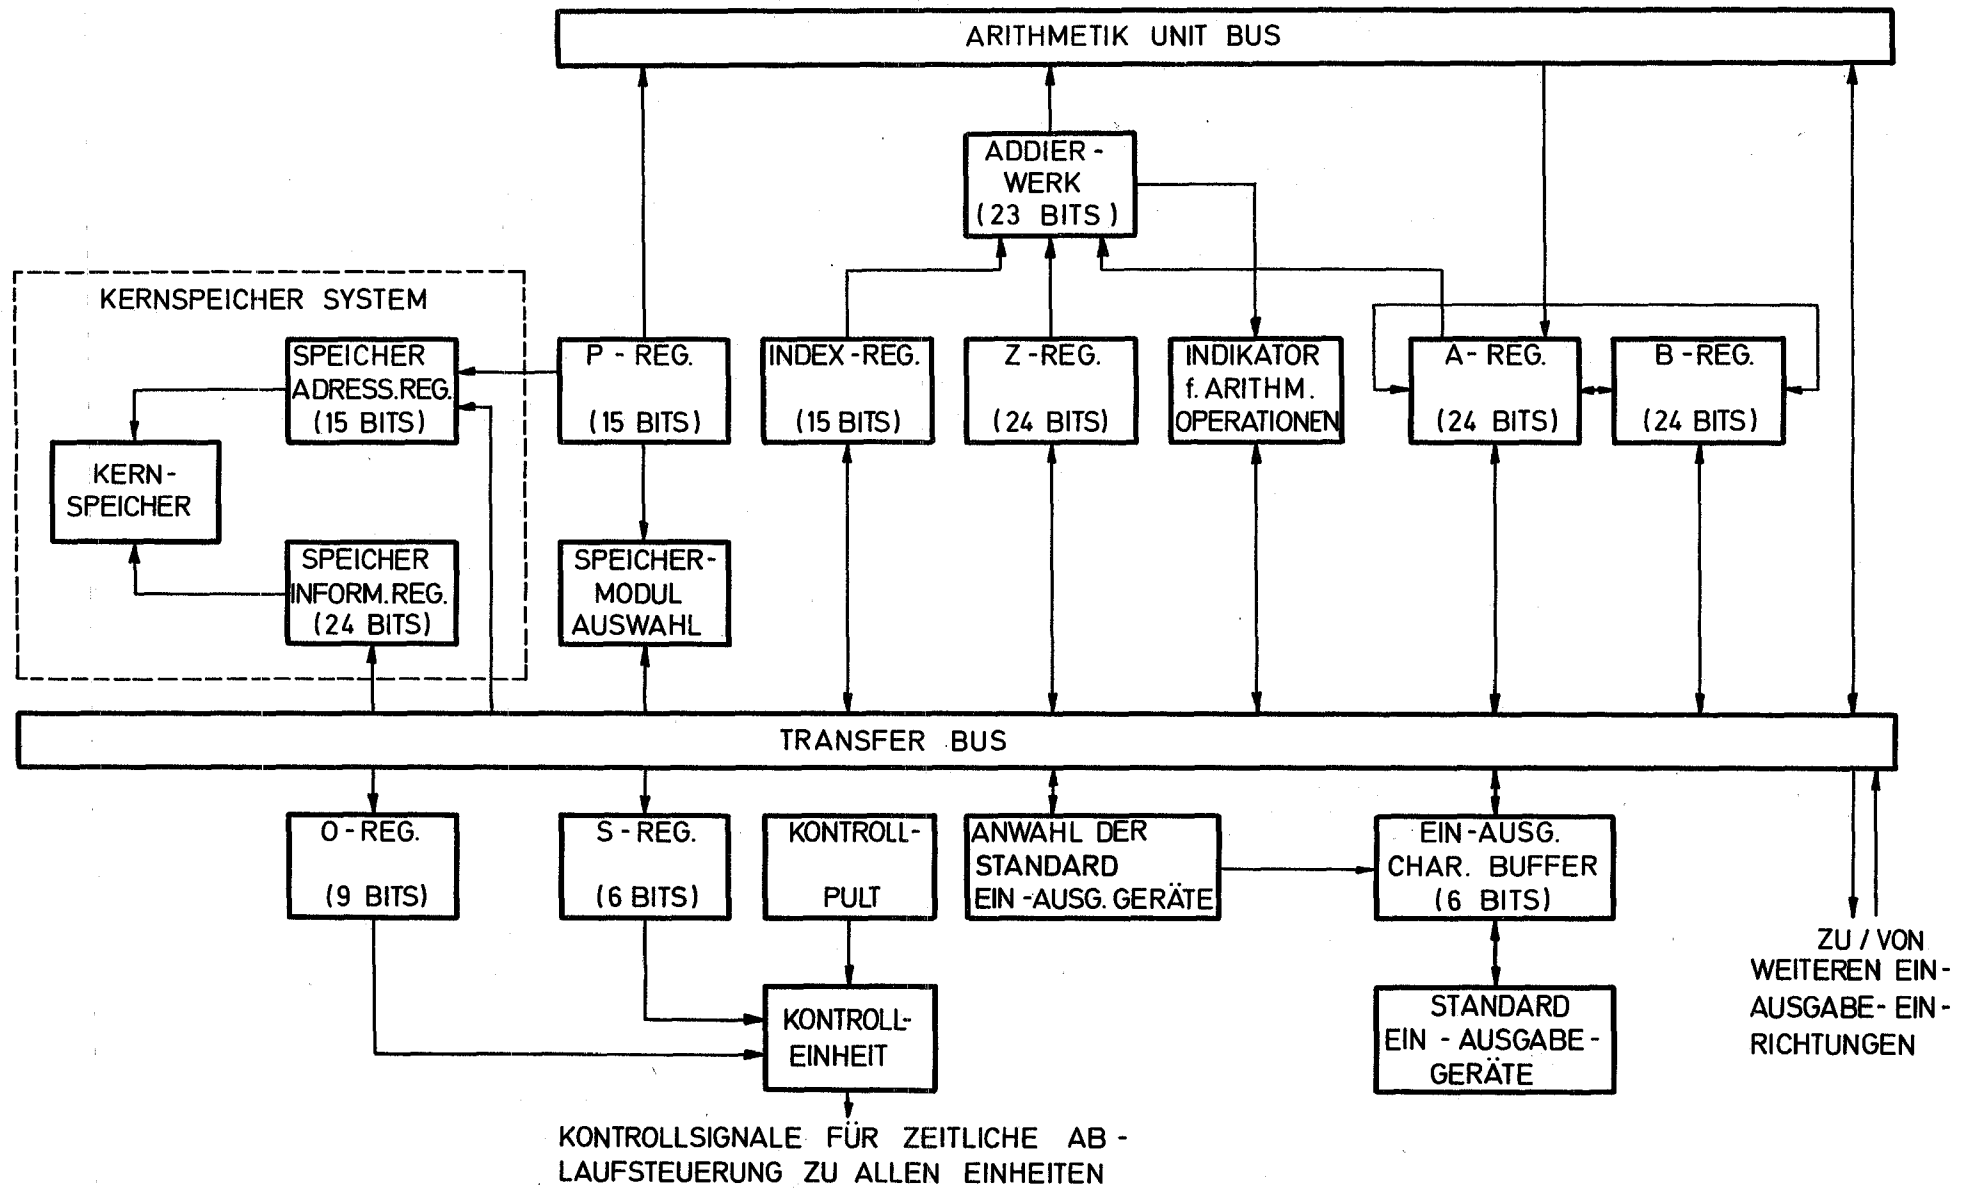 ARITHMETIK UNIT BUS
ADDIER-
WERK
(23 BITS)
KERNSPEICHER SYSTEM
SPEICHER
ADRESS.REG.
(15 BITS)
KERN-
SPEICHER
SPEICHER
INFORM.REG.
(24 BITS)
P-REG.
(15 BITS)
SPEICHER-
MODUL
AUSWAHL
INDEX-REG.
(15 BITS)
Z-REG.
(24 BITS)
INDIKATOR
f. ARITHM.
OPERATIONEN
A-REG.
(24 BITS)
B-REG.
(24 BITS)
TRANSFER BUS
O-REG.
(9 BITS)
S-REG.
(6 BITS)
KONTROLL-
PULT
KONTROLL-
EINHEIT
KONTROLLSIGNALE FÜR ZEITLICHE AB-
LAUFSTEUERUNG ZU ALLEN EINHEITEN
ANWAHL DER
STANDARD
EIN-AUSG. GERÄTE
EIN-AUSG.
CHAR. BUFFER
(6 BITS)
STANDARD
EIN-AUSGABE-
GERÄTE
ZU / VON
WEITEREN EIN-
AUSGABE-EIN-
RICHTUNGEN